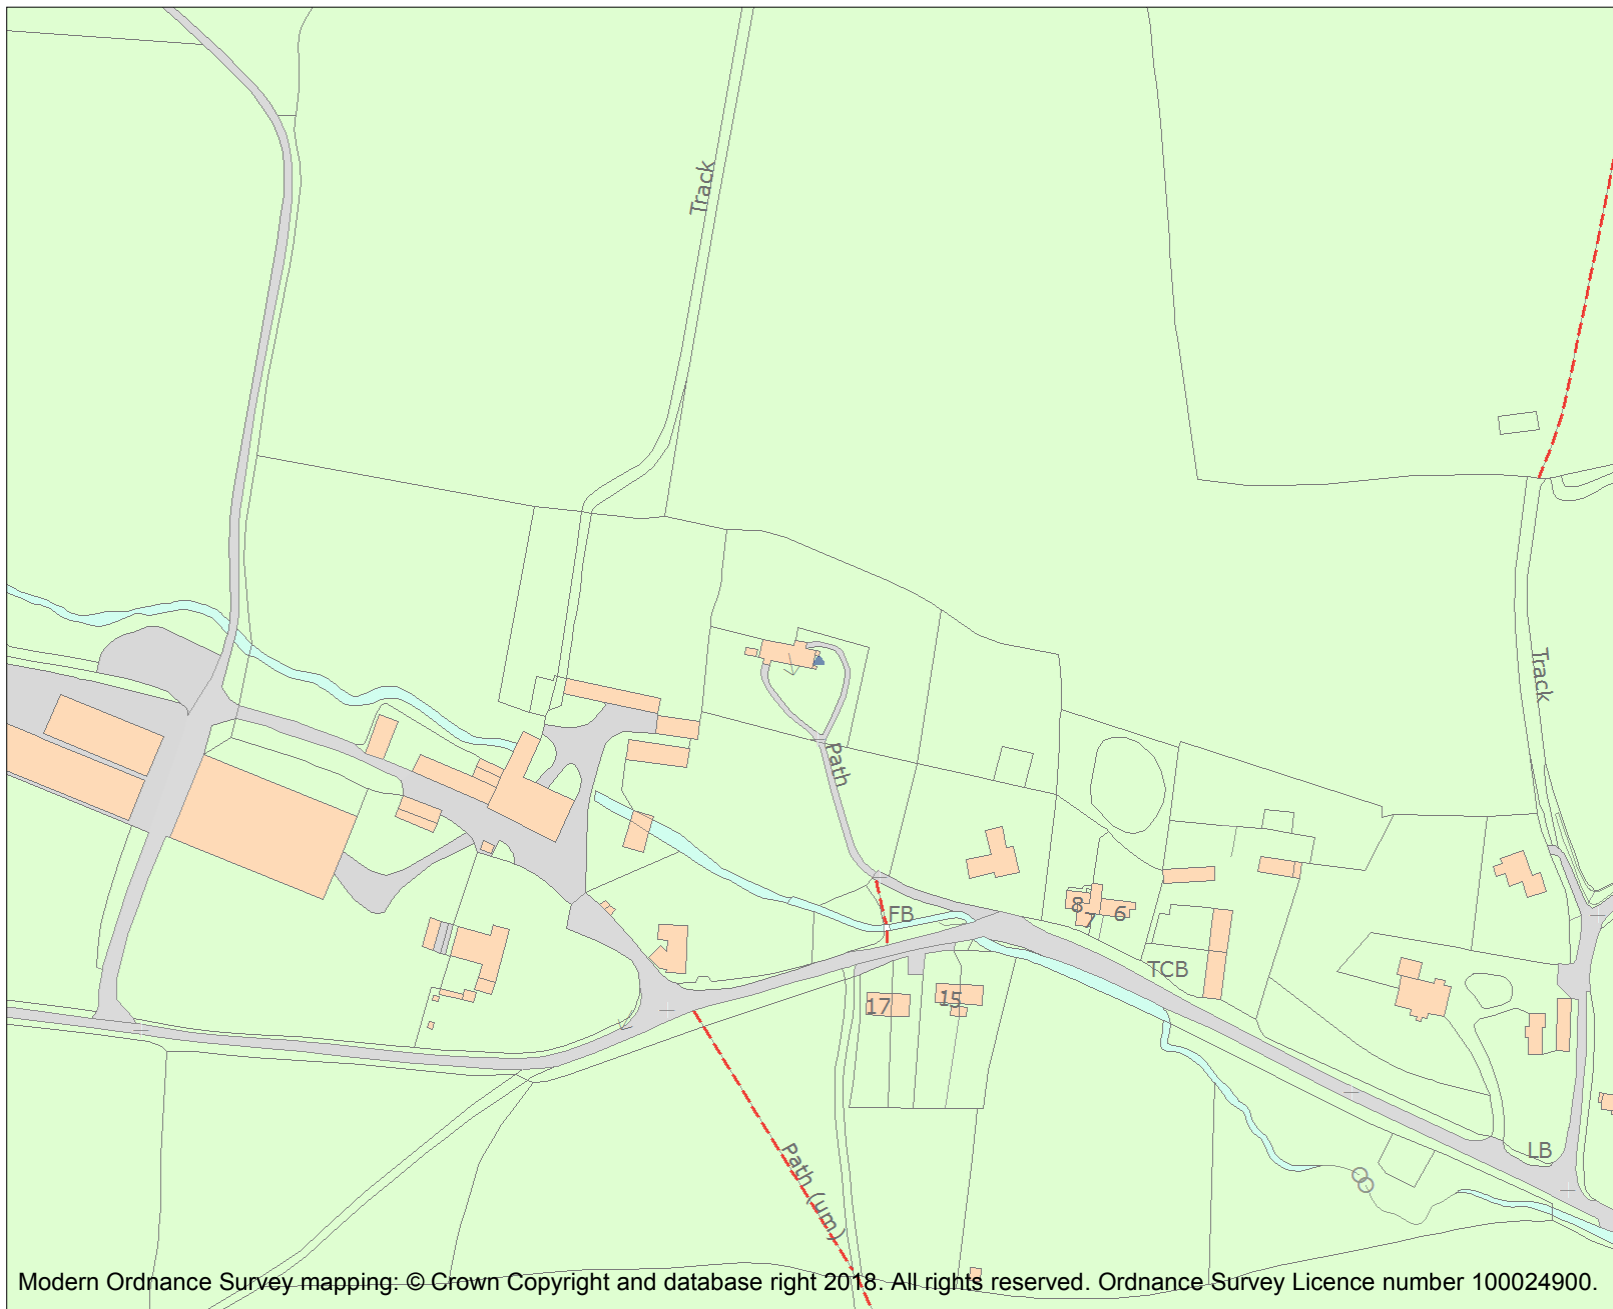 Track
Track
Path
FB
8
7
6
TCB
17
15
LB
Path (um)
Modern Ordnance Survey mapping: © Crown Copyright and database right 2018. All rights reserved. Ordnance Survey Licence number 100024900.